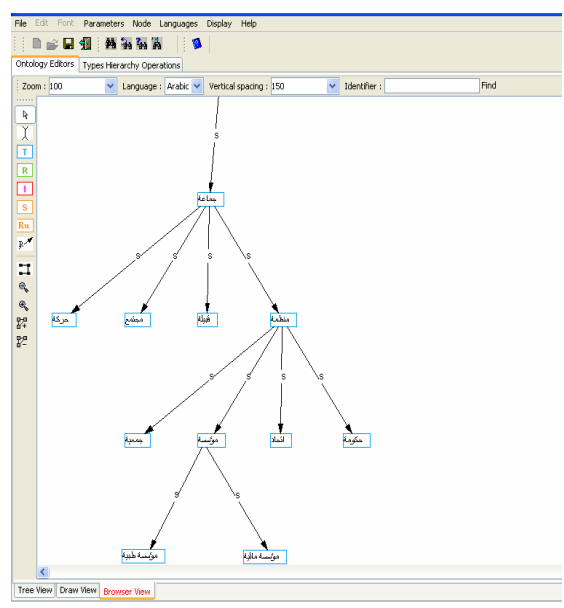 File Edit Font Parameters Node Languages Display Help
Ontology Editors Types Hierarchy Operations
Zoom : 100 Language : Arabic Vertical spacing : 150 Identifier : Find
S
T
R
I
S
Ru
R
جماعة
S S S S
حركة مجتمع قبيلة منظمة
S S S S
جمعية مؤسسة اتحاد حكومة
S S
مؤسسة طبية مؤسسة مالية
Tree View Draw View Browser View